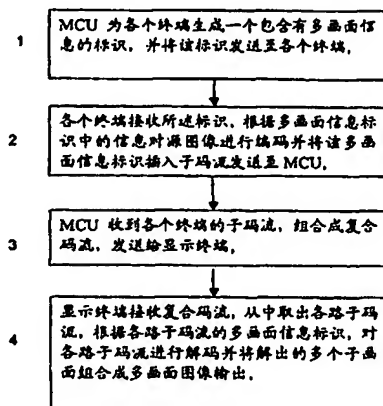 1
MCU 为各个终端生成一个包含有多画面信
息的标识，并将该标识发送至各个终端，
2
各个终端接收所述标识，根据多画面信息标
识中的信息对源图像进行编码并将该多画
面信息标识插入子码流发送至 MCU，
3
MCU 收到各个终端的子码流，组合成复合
码流，发送给显示终端，
4
显示终端接收复合码流，从中取出各路子码
流，根据各路子码流的多画面信息标识，对
各路子码流进行解码并将解出的多个子画
面组合成多画面图像输出，